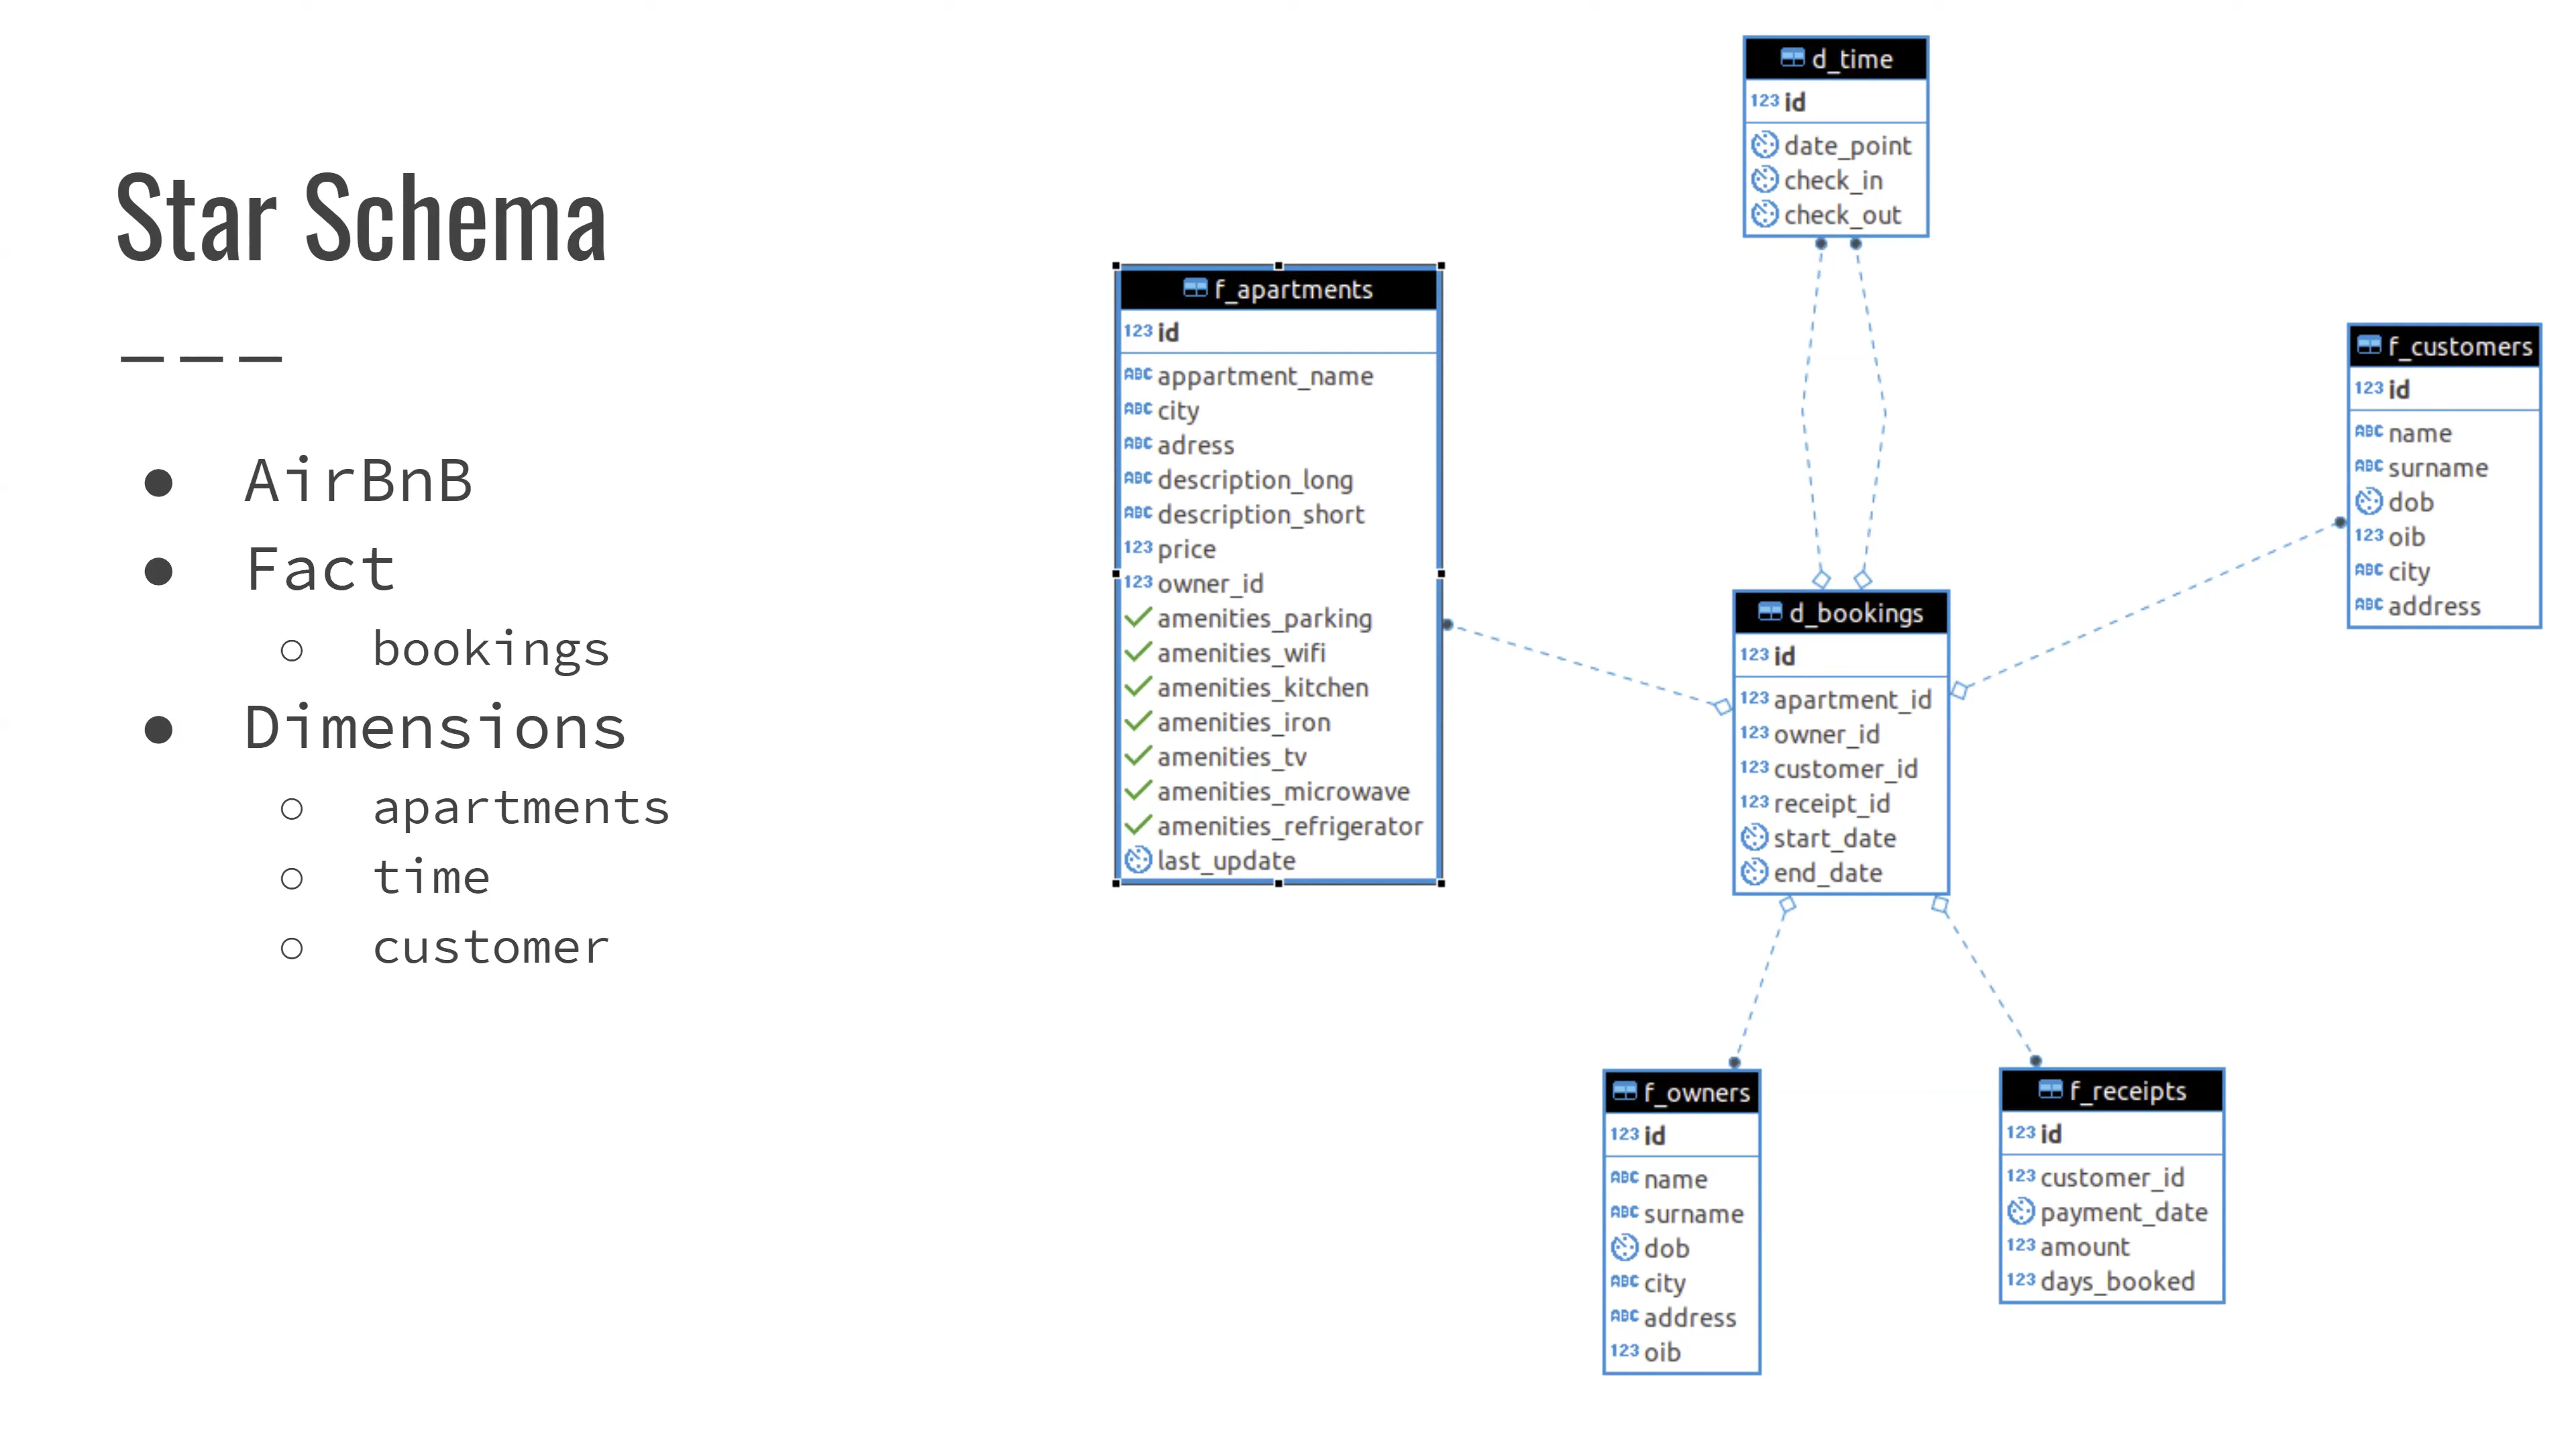 Star Schema
AirBnB
Fact
bookings
Dimensions
apartments
time
customer
d_time
123 id
date_point
check_in
check_out
f_apartments
123 id
ABC appartment_name
ABC city
ABC adress
ABC description_long
ABC description_short
123 price
123 owner_id
amenities_parking
amenities_wifi
amenities_kitchen
amenities_iron
amenities_tv
amenities_microwave
amenities_refrigerator
last_update
f_customers
123 id
ABC name
ABC surname
dob
123 oib
ABC city
ABC address
d_bookings
123 id
123 apartment_id
123 owner_id
123 customer_id
123 receipt_id
start_date
end_date
f_owners
123 id
ABC name
ABC surname
dob
ABC city
ABC address
123 oib
f_receipts
123 id
123 customer_id
payment_date
123 amount
123 days_booked